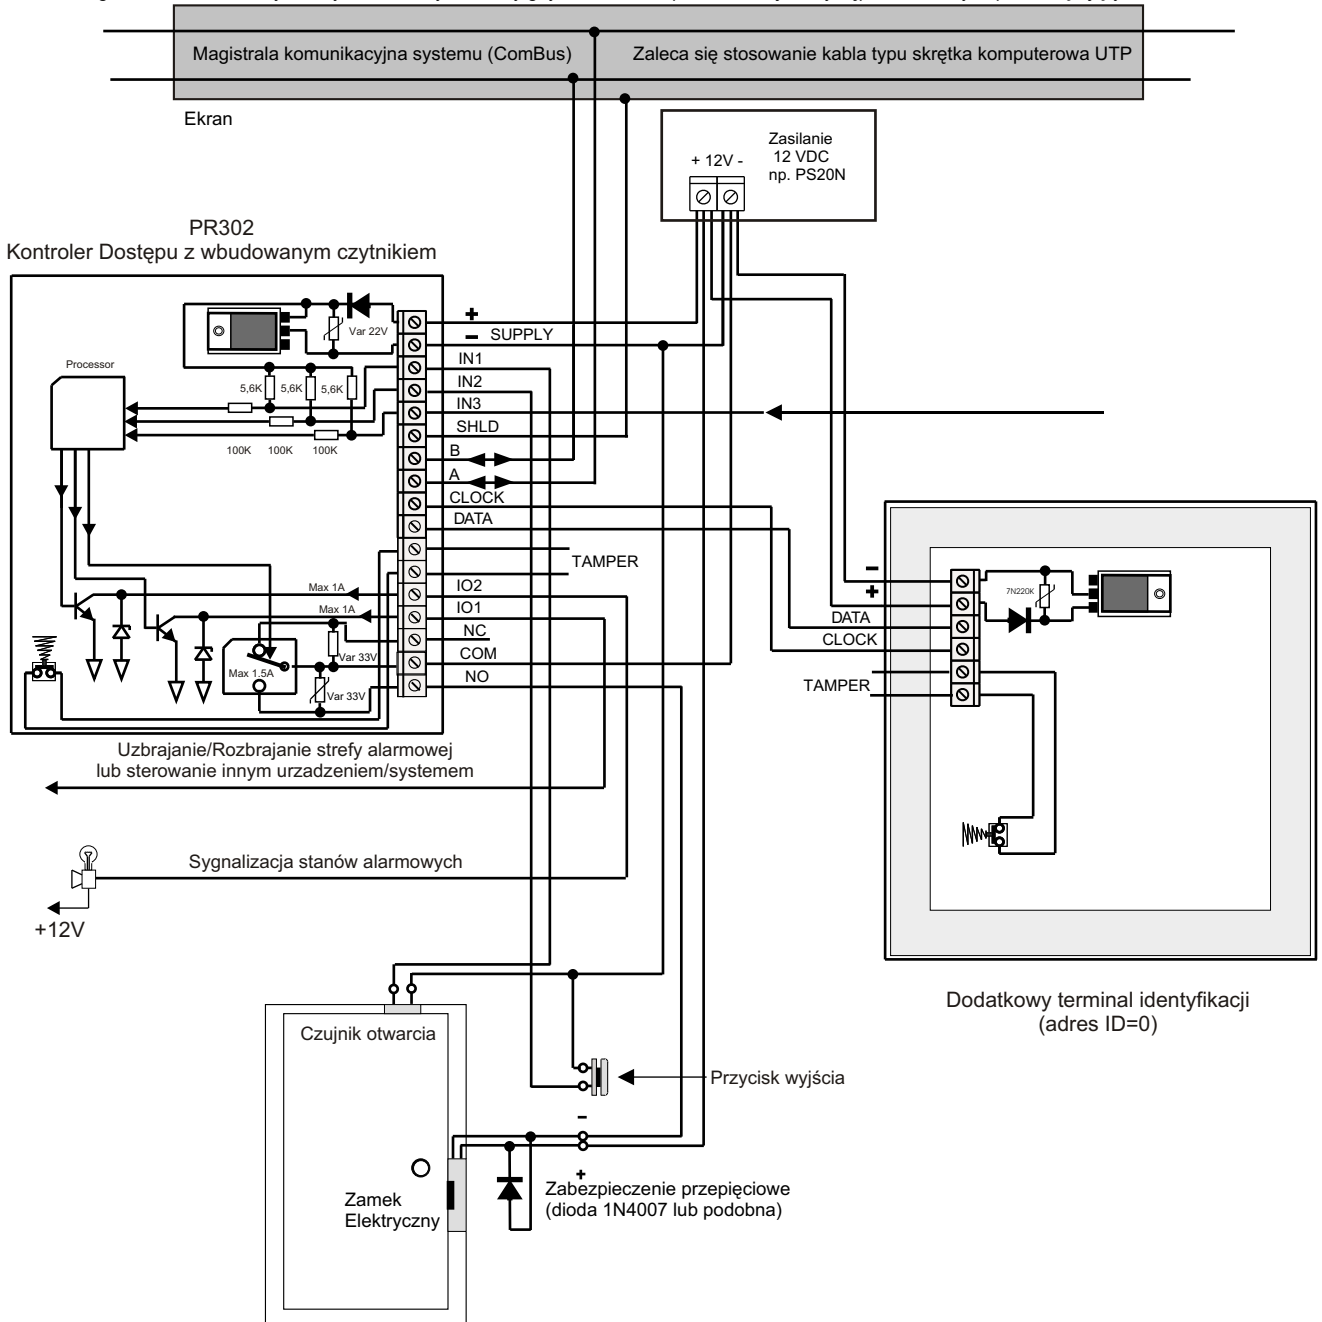 Magistrala komunikacyjna systemu (ComBus)
Zaleca się stosowanie kabla typu skrętka komputerowa UTP
Ekran
Zasilanie
12 VDC
np. PS20N
+ 12V -
PR302
Kontroler Dostępu z wbudowanym czytnikiem
Var 22V
Processor
5,6K 5,6K 5,6K
100K 100K 100K
+
- SUPPLY
IN1
IN2
IN3
SHLD
B
A
CLOCK
DATA
TAMPER
Max 1A
IO2
Max 1A
IO1
NC
Var 33V
COM
Max 1.5A
NO
Var 33V
-
+
7N220K
DATA
CLOCK
TAMPER
Uzbrajanie/Rozbrajanie strefy alarmowej
lub sterowanie innym urzadzeniem/systemem
Sygnalizacja stanów alarmowych
+12V
Dodatkowy terminal identyfikacji
(adres ID=0)
Czujnik otwarcia
Przycisk wyjścia
-
+
Zabezpieczenie przepięciowe
(dioda 1N4007 lub podobna)
Zamek
Elektryczny